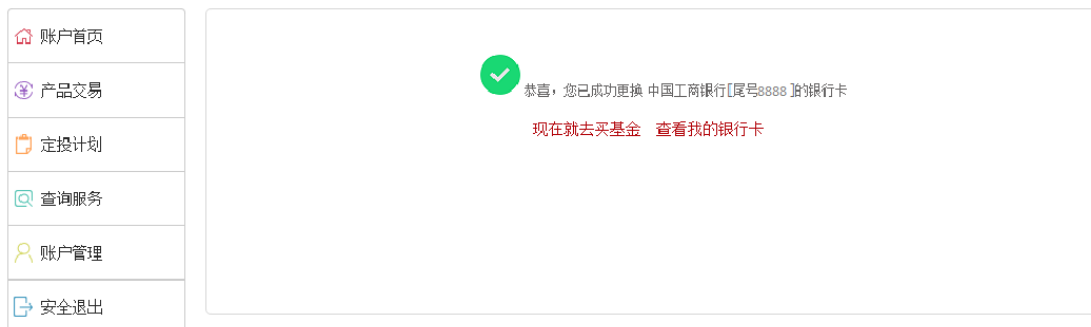 账户首页
产品交易
定投计划
查询服务
账户管理
安全退出
恭喜，您已成功更换 中国工商银行[尾号8888 ]的银行卡
现在就去买基金 查看我的银行卡